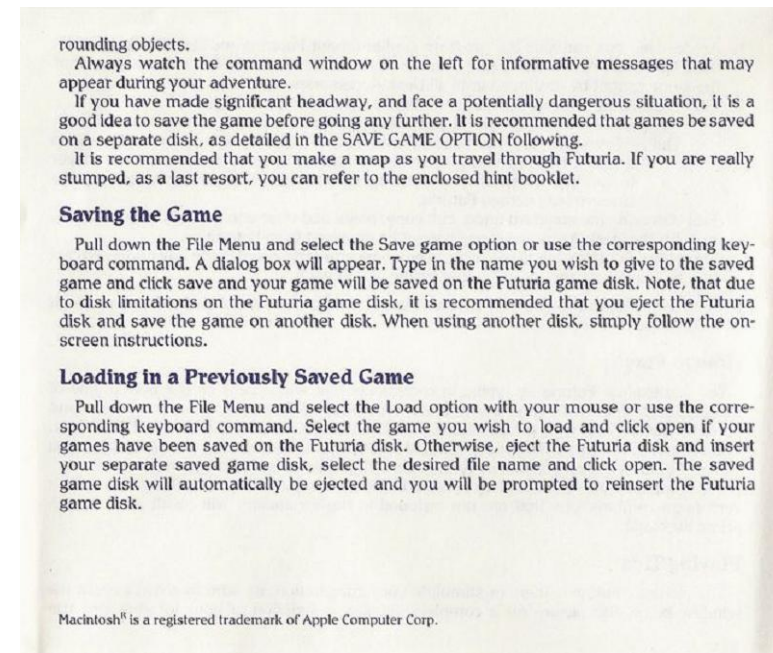 rounding objects.
Always watch the command window on the left for informative messages that may
appear during your adventure.
If you have made significant headway, and face a potentially dangerous situation, it is a
good idea to save the game before going any further. It is recommended that games be saved
on a separate disk, as detailed in the SAVE GAME OPTION following.
It is recommended that you make a map as you travel through Futuria. If you are really
stumped, as a last resort, you can refer to the enclosed hint booklet.
Saving the Game
Pull down the File Menu and select the Save game option or use the corresponding key-
board command. A dialog box will appear. Type in the name you wish to give to the saved
game and click save and your game will be saved on the Futuria game disk. Note, that due
to disk limitations on the Futuria game disk, it is recommended that you eject the Futuria
disk and save the game on another disk. When using another disk, simply follow the on-
screen instructions.
Loading in a Previously Saved Game
Pull down the File Menu and select the Load option with your mouse or use the corre-
sponding keyboard command. Select the game you wish to load and click open if your
games have been saved on the Futuria disk. Otherwise, eject the Futuria disk and insert
your separate saved game disk, select the desired file name and click open. The saved
game disk will automatically be ejected and you will be prompted to reinsert the Futuria
game disk.
Macintosh<sup>R</sup> is a registered trademark of Apple Computer Corp.